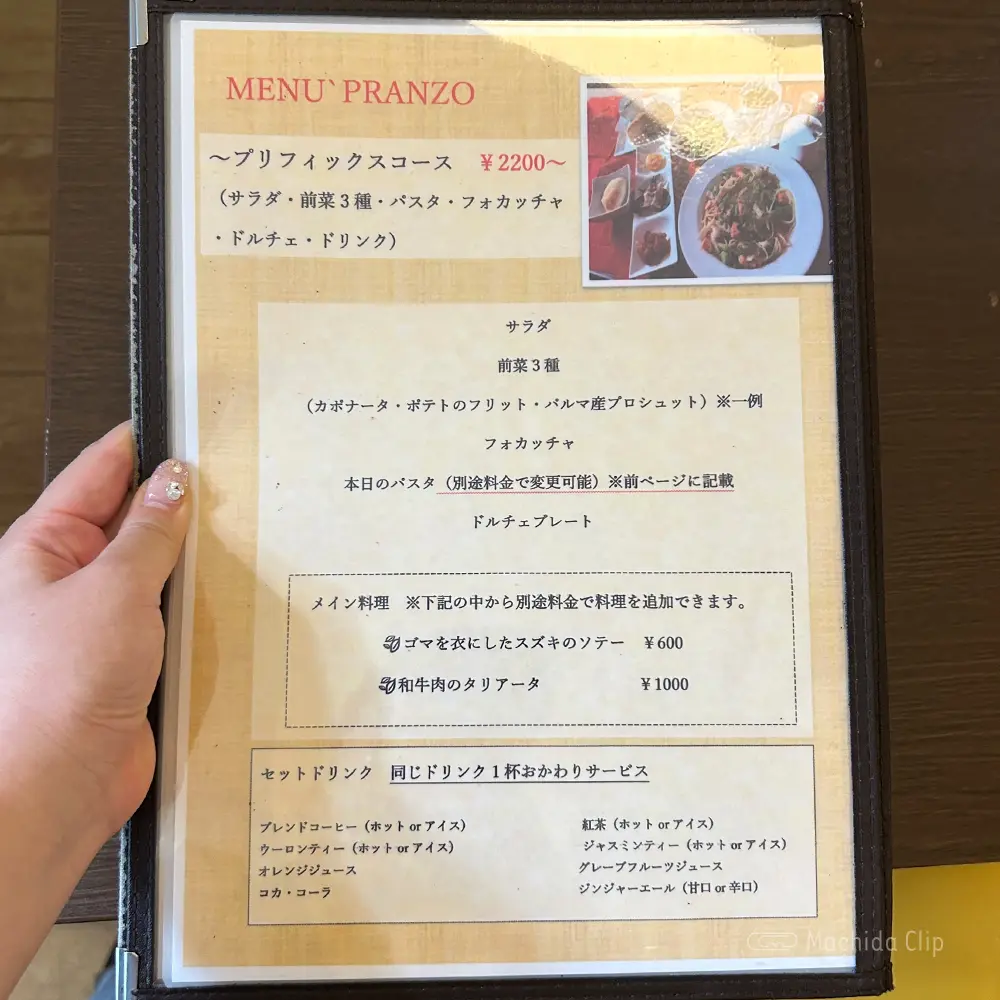 MENU`PRANZO
～プリフィックスコース ￥2200～
（サラダ・前菜３種・パスタ・フォカッチャ
・ドルチェ・ドリンク）
サラダ
前菜３種
（カポナータ・ポテトのフリット・パルマ産プロシュット）※一例
フォカッチャ
本日のパスタ（別途料金で変更可能）※前ページに記載
ドルチェプレート
メイン料理 ※下記の中から別途料金で料理を追加できます。
ゴマを衣にしたスズキのソテー ￥600
和牛肉のタリアータ ￥1000
セットドリンク 同じドリンク１杯おかわりサービス
ブレンドコーヒー（ホット or アイス） 紅茶（ホット or アイス）
ウーロンティー（ホット or アイス） ジャスミンティー（ホット or アイス）
オレンジジュース グレープフルーツジュース
コカ・コーラ ジンジャーエール（甘口 or 辛口）
Machida Clip